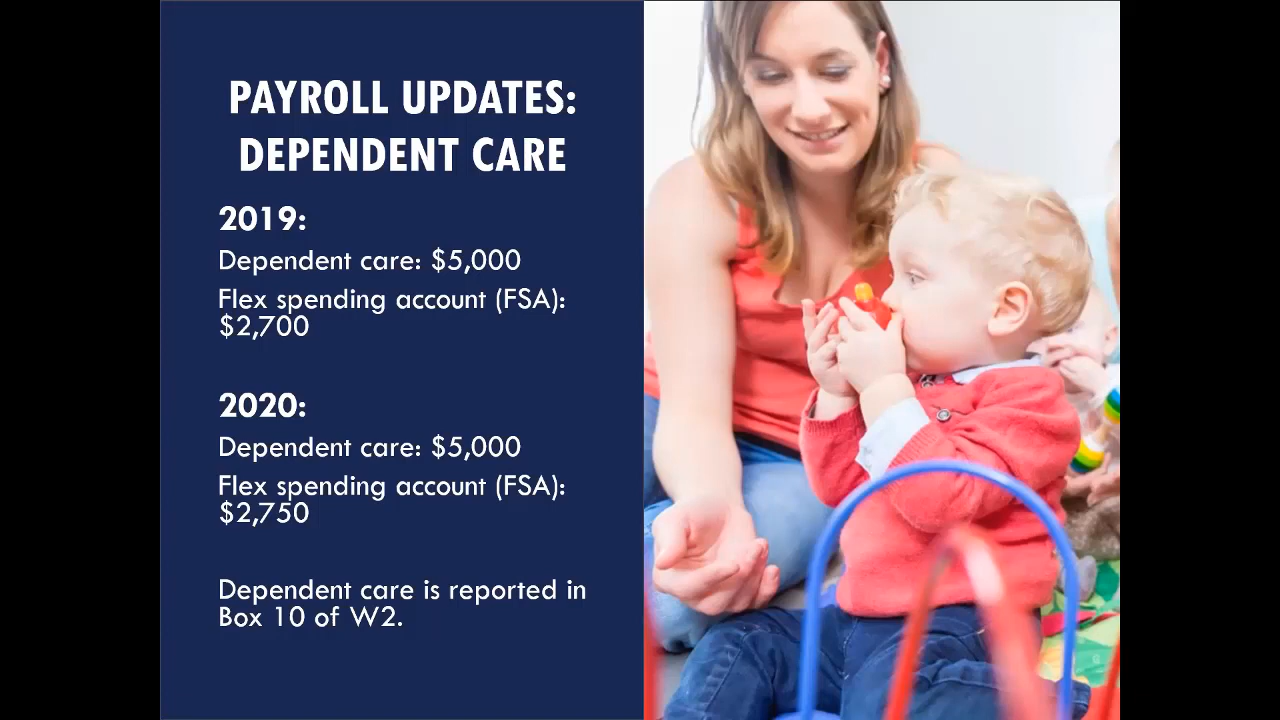 PAYROLL UPDATES:
DEPENDENT CARE
2019:
Dependent care: $5,000
Flex spending account (FSA):
$2,700
2020:
Dependent care: $5,000
Flex spending account (FSA):
$2,750
Dependent care is reported in
Box 10 of W2.